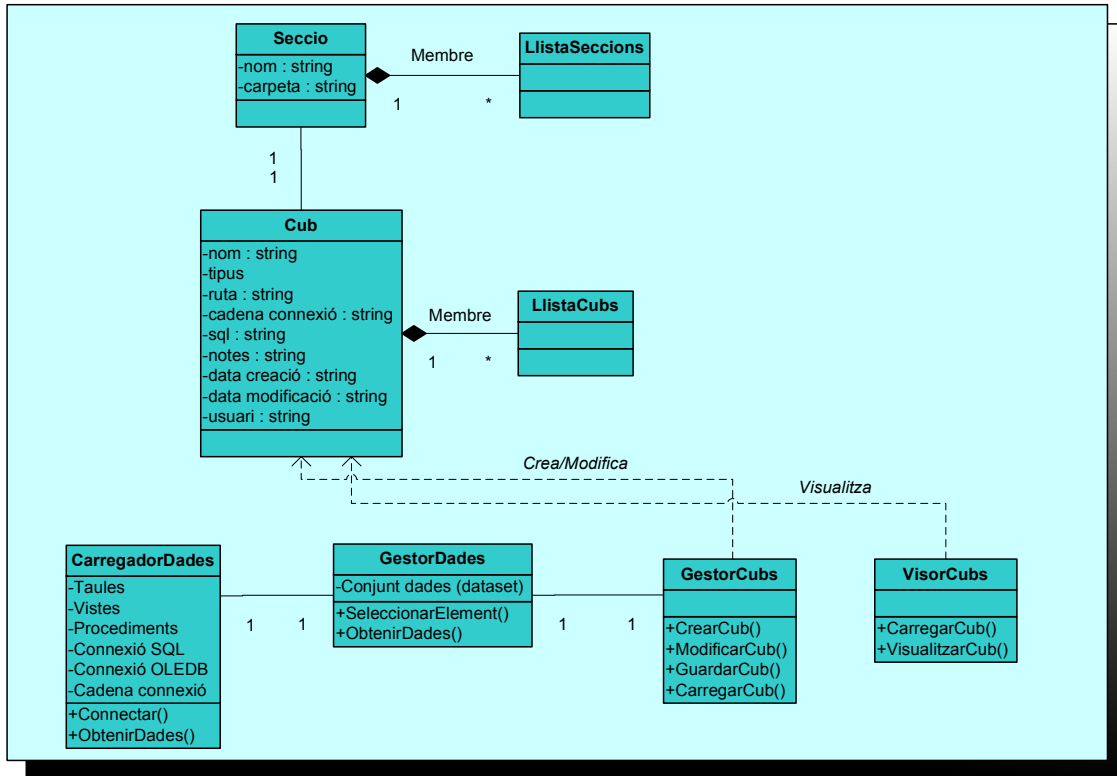 Seccio
-nom : string
-carpeta : string
Membre
1
*
LlistaSeccions
1
1
Cub
-nom : string
-tipus
-ruta : string
-cadena connexió : string
-sql : string
-notes : string
-data creació : string
-data modificació : string
-usuari : string
Membre
1
*
LlistaCubs
Crea/Modifica
Visualitza
CarregadorDades
-Taules
-Vistes
-Procediments
-Connexió SQL
-Connexió OLEDB
-Cadena connexió
+Connectar()
+ObtenirDades()
1
1
GestorDades
-Conjunt dades (dataset)
+SeleccionarElement()
+ObtenirDades()
1
1
GestorCubs
+CrearCub()
+ModificarCub()
+GuardarCub()
+CarregarCub()
VisorCubs
+CarregarCub()
+VisualitzarCub()